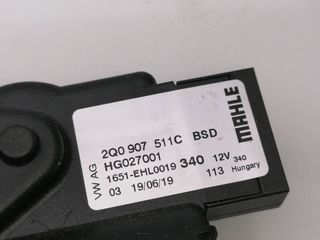 2Q0 907 511C BSD
HG027001
1651-EHL0019 340 12V 340
03 19/06/19 113 Hungary
VW AG
MAHLE